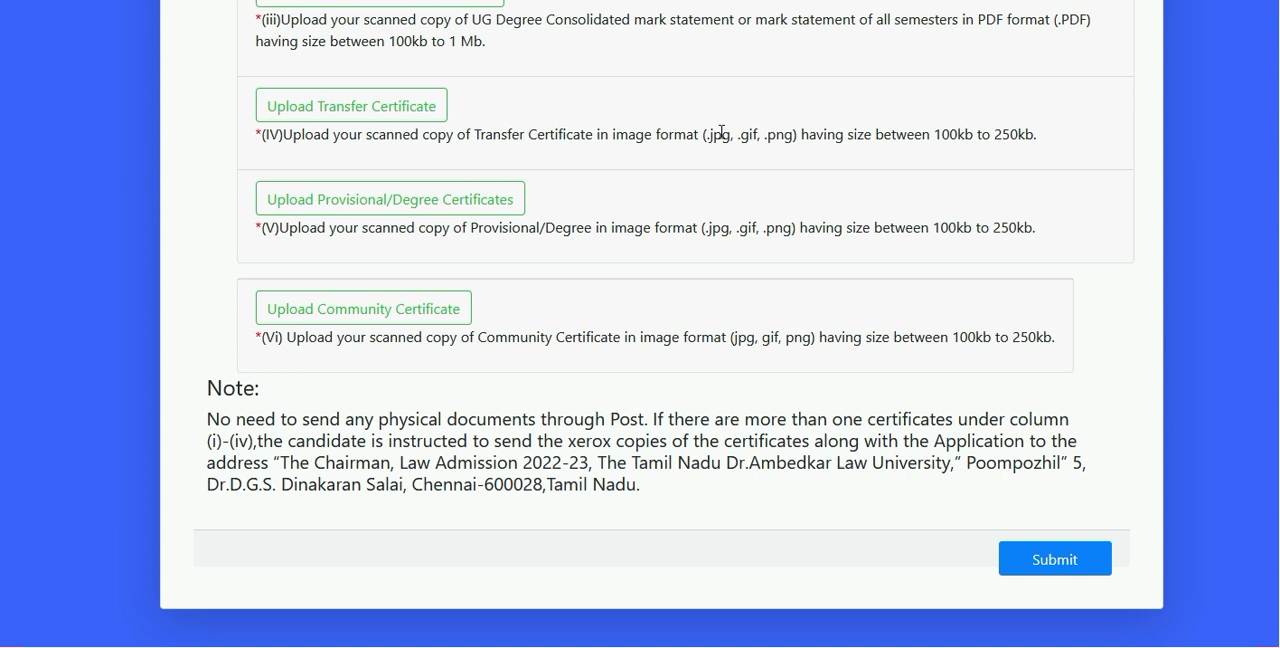 *(iii)Upload your scanned copy of UG Degree Consolidated mark statement or mark statement of all semesters in PDF format (.PDF)
having size between 100kb to 1 Mb.
Upload Transfer Certificate
*(IV)Upload your scanned copy of Transfer Certificate in image format (.jpg, .gif, .png) having size between 100kb to 250kb.
Upload Provisional/Degree Certificates
*(V)Upload your scanned copy of Provisional/Degree in image format (.jpg, .gif, .png) having size between 100kb to 250kb.
Upload Community Certificate
*(Vi) Upload your scanned copy of Community Certificate in image format (jpg, gif, png) having size between 100kb to 250kb.
Note:
No need to send any physical documents through Post. If there are more than one certificates under column
(i)-(iv),the candidate is instructed to send the xerox copies of the certificates along with the Application to the
address “The Chairman, Law Admission 2022-23, The Tamil Nadu Dr.Ambedkar Law University,” Poompozhil” 5,
Dr.D.G.S. Dinakaran Salai, Chennai-600028,Tamil Nadu.
Submit